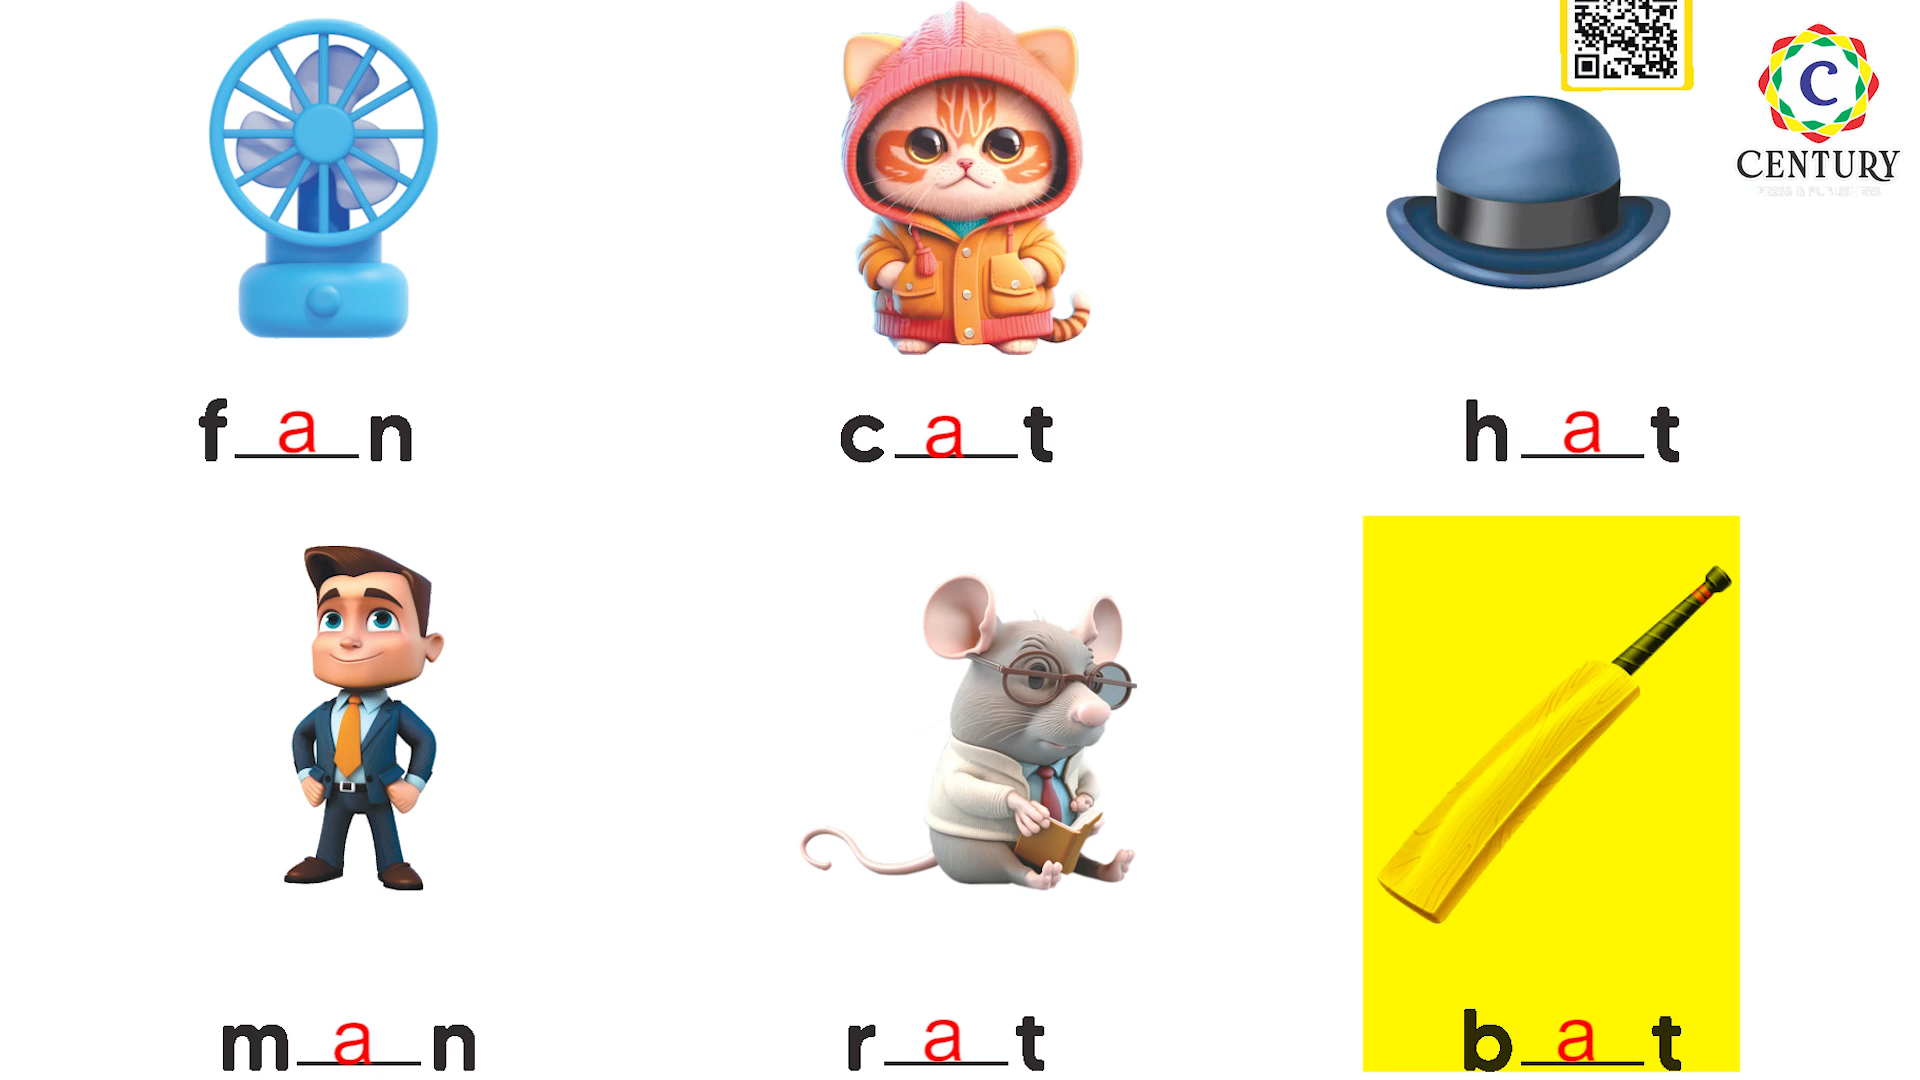 CENTURY
f a n
c a t
h a t
m a n
r a t
b a t